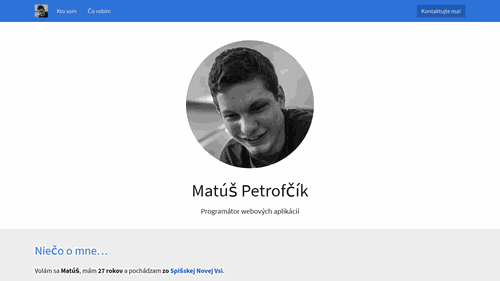 Kto som Čo robím Kontaktujte ma!
Matúš Petrofčík
Programátor webových aplikácií
Niečo o mne…
Volám sa Matúš, mám 27 rokov a pochádzam zo Spišskej Novej Vsi.